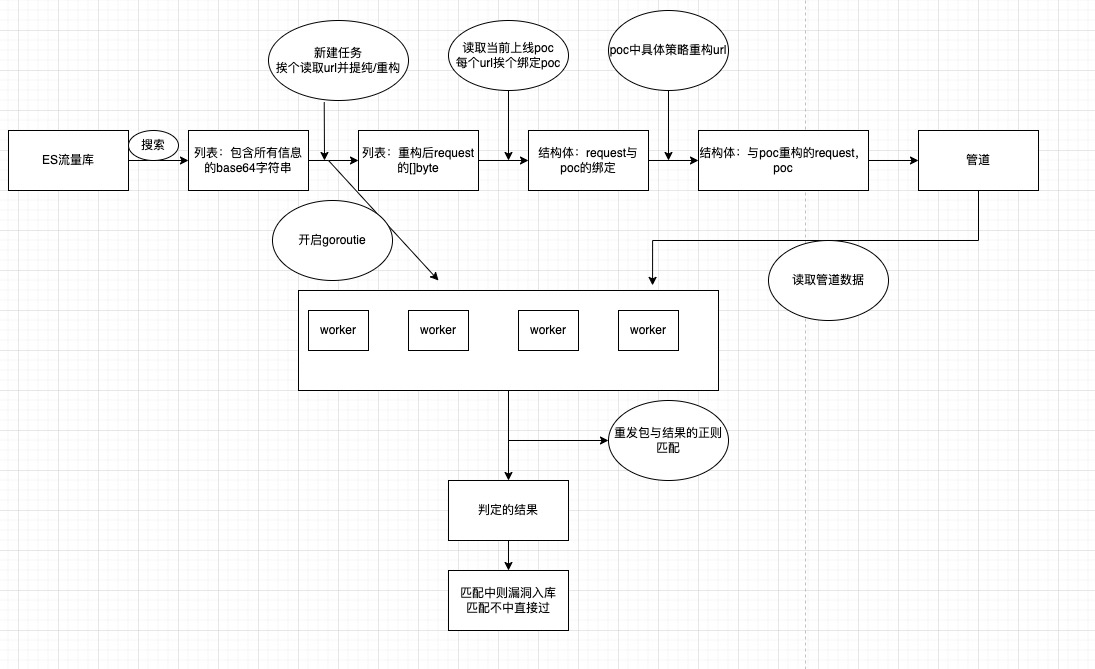 新建任务
挨个读取url并提纯/重构
读取当前上线poc
每个url挨个绑定poc
poc中具体策略重构url
ES流量库
搜索
列表：包含所有信息
的base64字符串
列表：重构后request
的[]byte
结构体：request与
poc的绑定
结构体：与poc重构的request，
poc
管道
开启goroutie
读取管道数据
worker
worker
worker
worker
重发包与结果的正则
匹配
判定的结果
匹配中则漏洞入库
匹配不中直接过